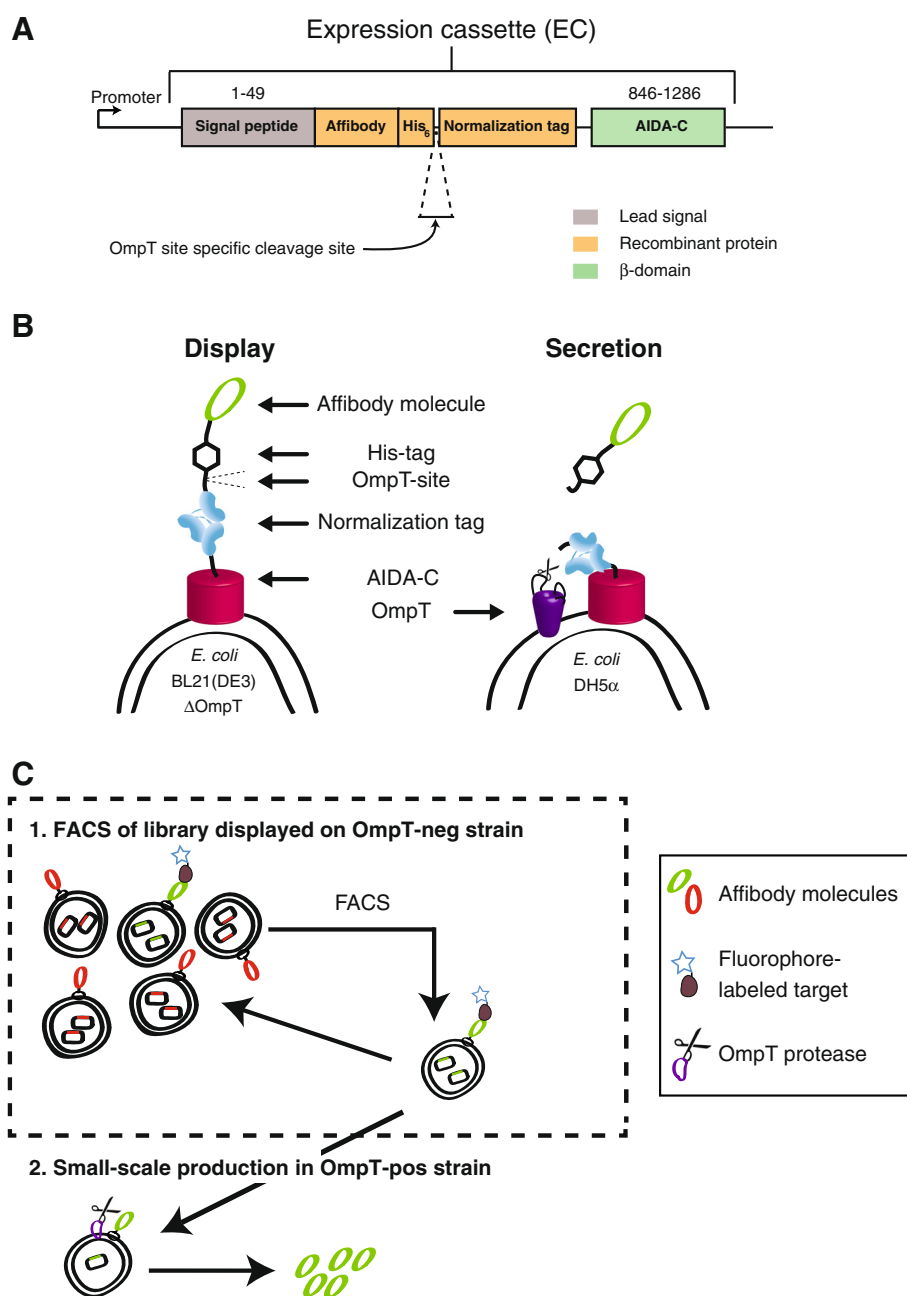 A
Expression cassette (EC)
Promoter
1-49
846-1286
Signal peptide
Affibody
His6
Normalization tag
AIDA-C
OmpT site specific cleavage site
Lead signal
Recombinant protein
β-domain
B
Display
Secretion
Affibody molecule
His-tag
OmpT-site
Normalization tag
AIDA-C
OmpT
E. coli
BL21(DE3)
ΔOmpT
E. coli
DH5α
C
1. FACS of library displayed on OmpT-neg strain
FACS
Affibody molecules
Fluorophore-
labeled target
OmpT protease
2. Small-scale production in OmpT-pos strain